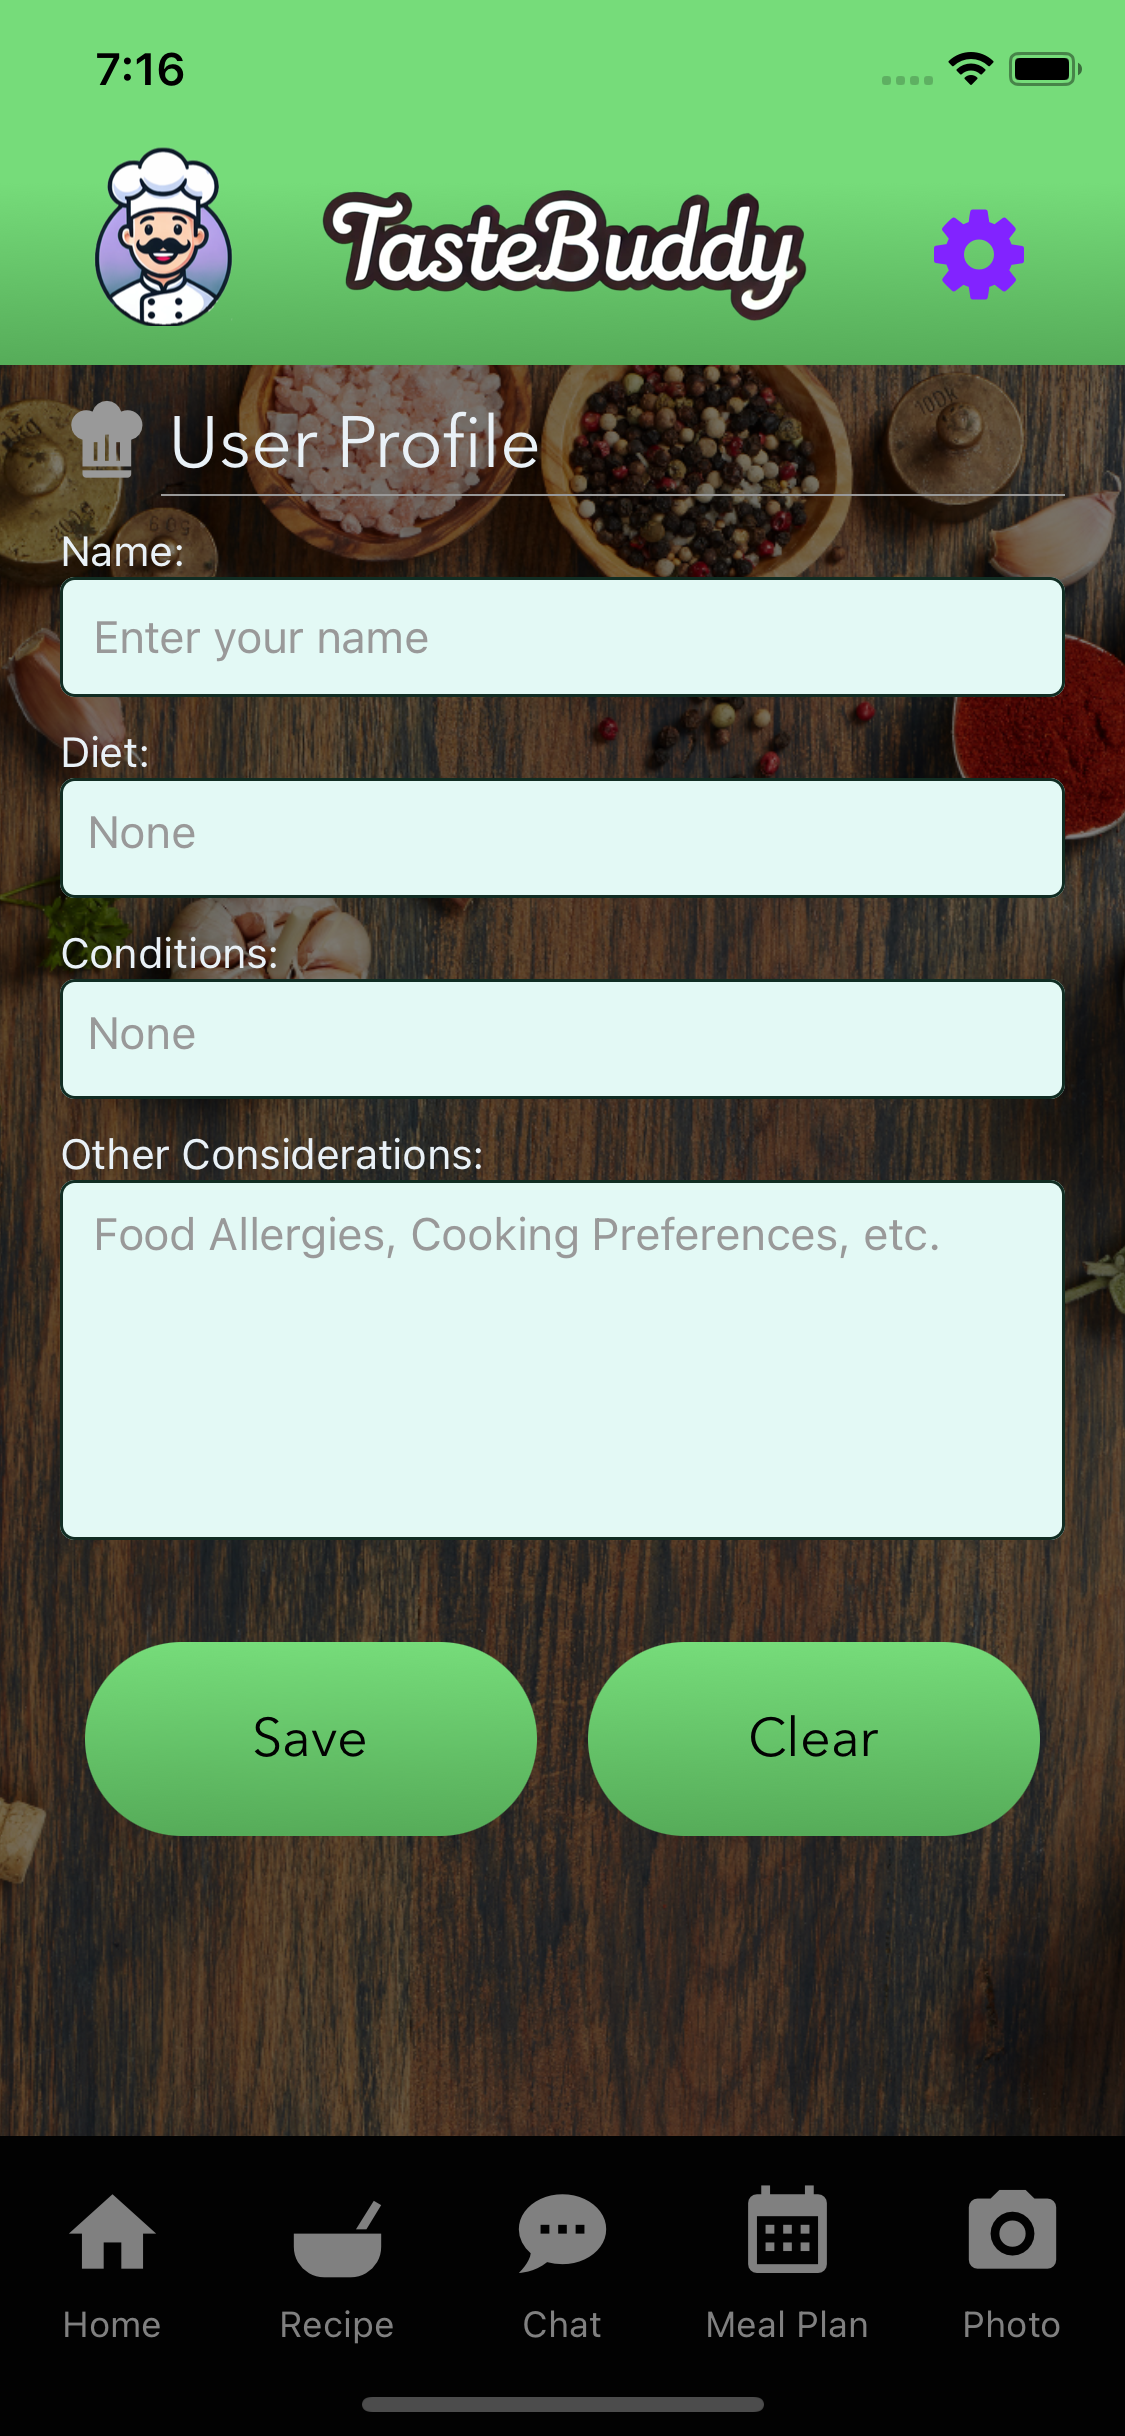 7:16
TasteBuddy
User Profile
Name:
Enter your name
Diet:
None
Conditions:
None
Other Considerations:
Food Allergies, Cooking Preferences, etc.
Save Clear
Home Recipe Chat Meal Plan Photo